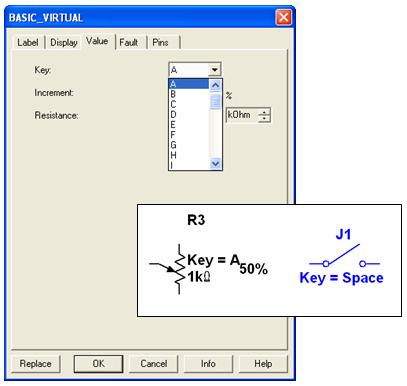 BASIC_VIRTUAL
Label Display Value Fault Pins
Key: A
A
Increment: B %
C
Resistance: D kOhm
E
F
G
H
I
R3
Key = A
50%
1kΩ
J1
Key = Space
Replace OK Cancel Info Help